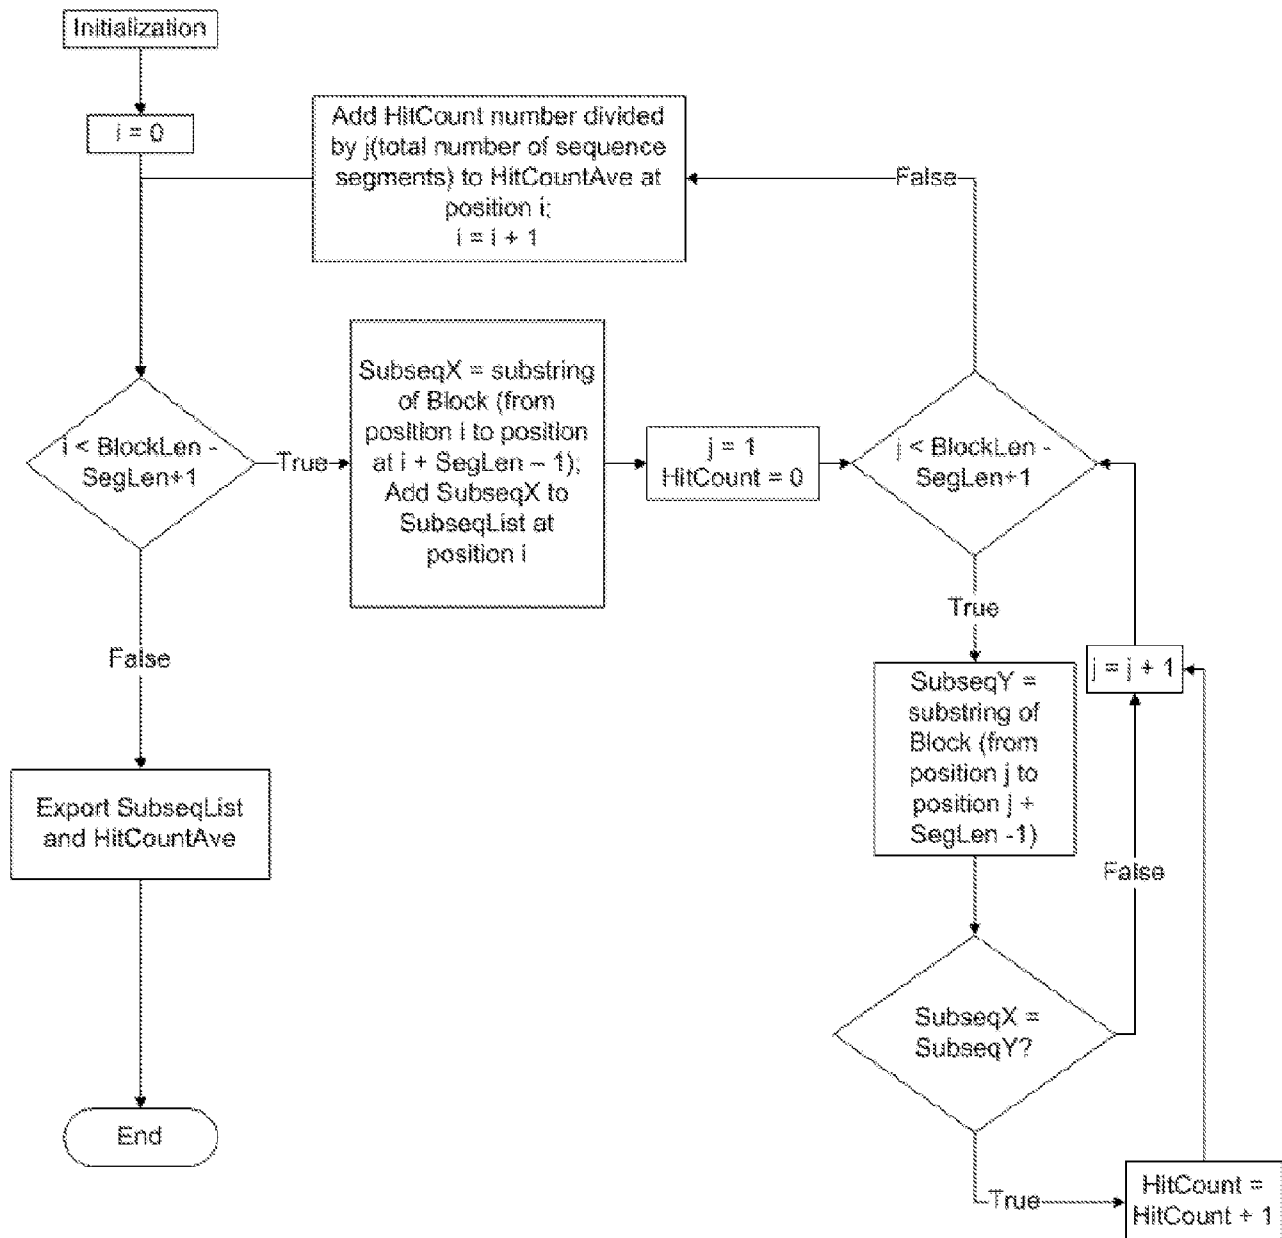 Initialization
i = 0
Add HitCount number divided
by j(total number of sequence
segments) to HitCountAve at
position i;
i = i + 1
False
i < BlockLen -
SegLen+1
True
SubseqX = substring
of Block (from
position i to position
at i + SegLen – 1);
Add SubseqX to
SubseqList at
position i
j = 1
HitCount = 0
j < BlockLen -
SegLen+1
True
False
j = j + 1
SubseqY =
substring of
Block (from
position j to
position j +
SegLen -1)
Export SubseqList
and HitCountAve
False
SubseqX =
SubseqY?
End
True
HitCount =
HitCount + 1